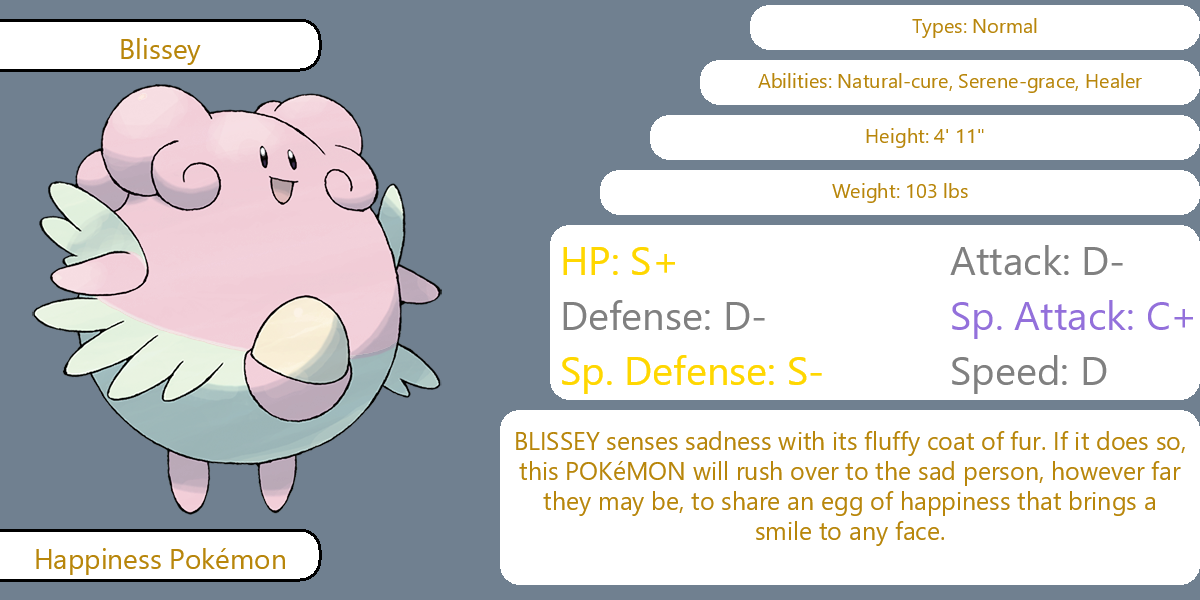 Blissey
Types: Normal
Abilities: Natural-cure, Serene-grace, Healer
Height: 4' 11"
Weight: 103 lbs
HP: S+
Attack: D-
Defense: D-
Sp. Attack: C+
Sp. Defense: S-
Speed: D
BLISSEY senses sadness with its fluffy coat of fur. If it does so,
this POKéMON will rush over to the sad person, however far
they may be, to share an egg of happiness that brings a
smile to any face.
Happiness Pokémon